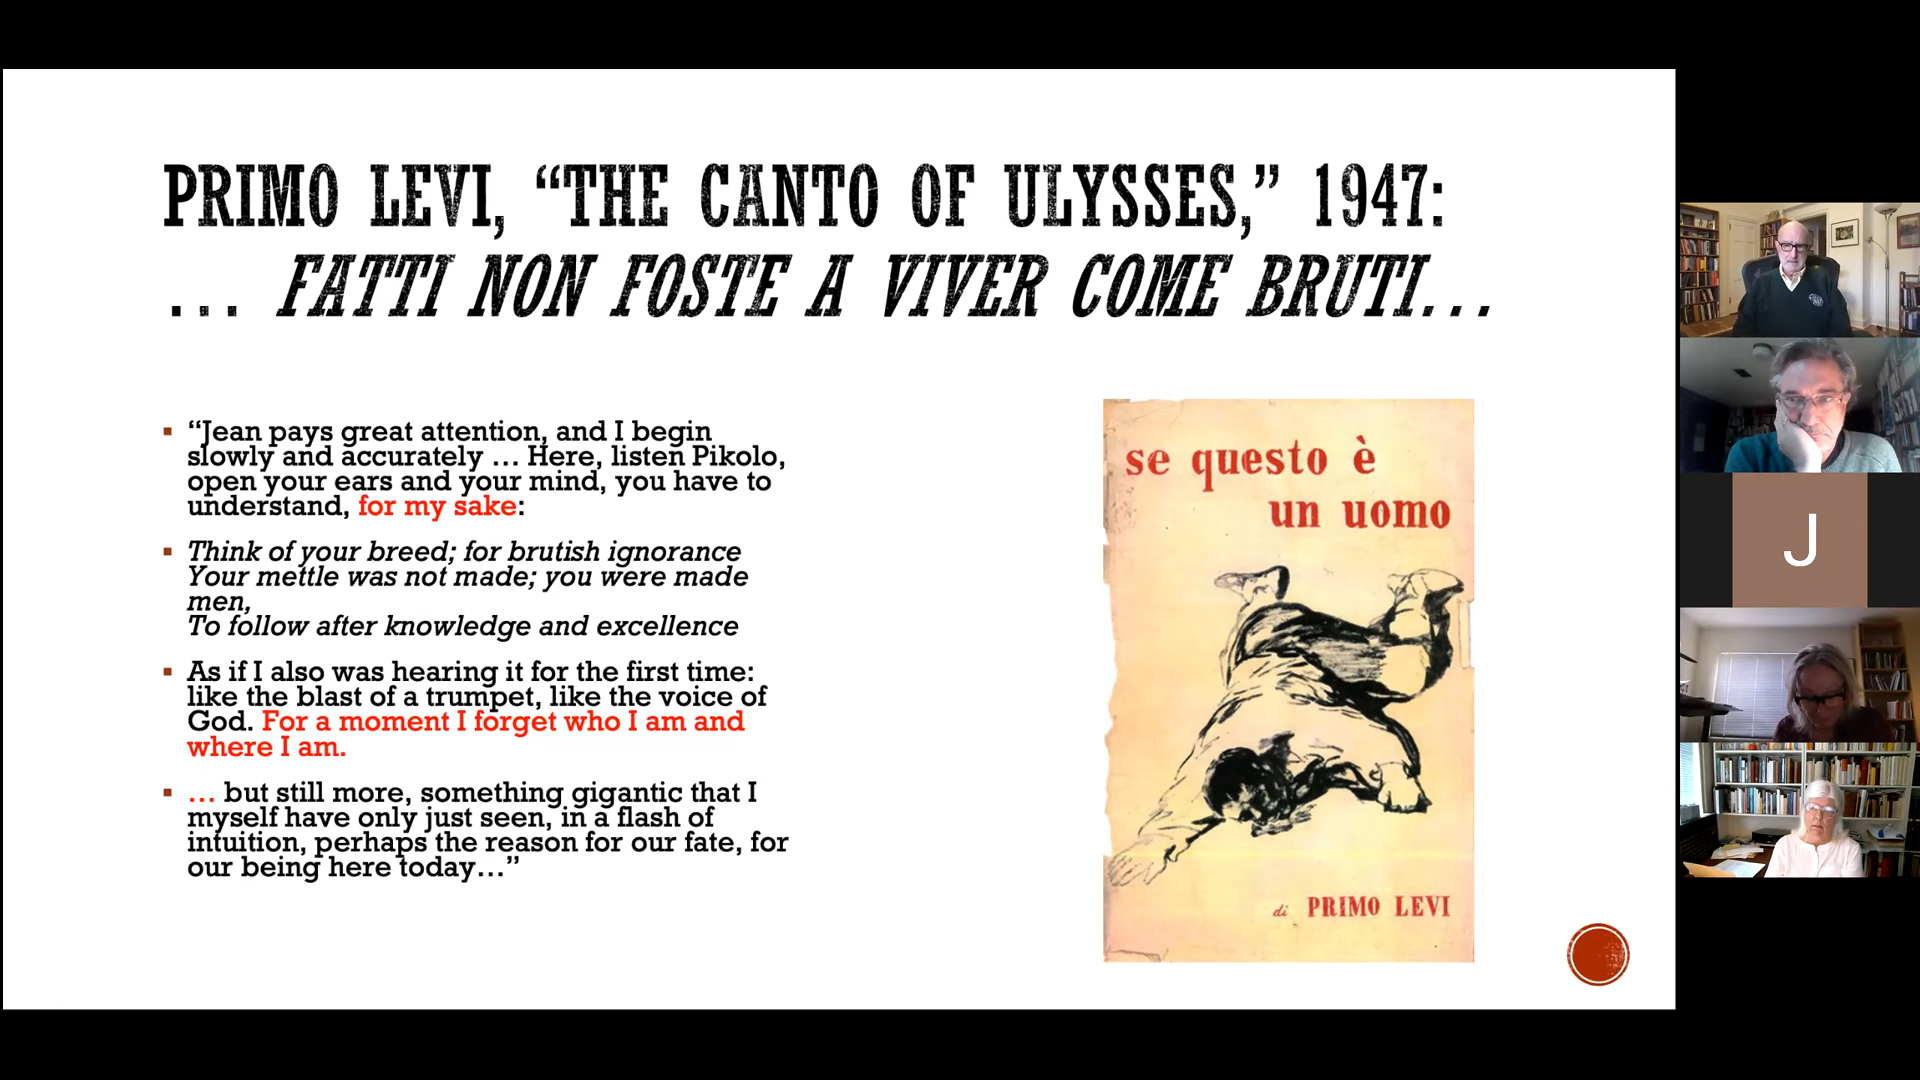 PRIMO LEVI, “THE CANTO OF ULYSSES,” 1947:
... FATTI NON FOSTE A VIVER COME BRUTI...
“Jean pays great attention, and I begin
slowly and accurately ... Here, listen Pikolo,
open your ears and your mind, you have to
understand, for my sake:
Think of your breed; for brutish ignorance
Your mettle was not made; you were made
men,
To follow after knowledge and excellence
As if I also was hearing it for the first time:
like the blast of a trumpet, like the voice of
God. For a moment I forget who I am and
where I am.
... but still more, something gigantic that I
myself have only just seen, in a flash of
intuition, perhaps the reason for our fate, for
our being here today...”
se questo è
un uomo
di PRIMO LEVI
J